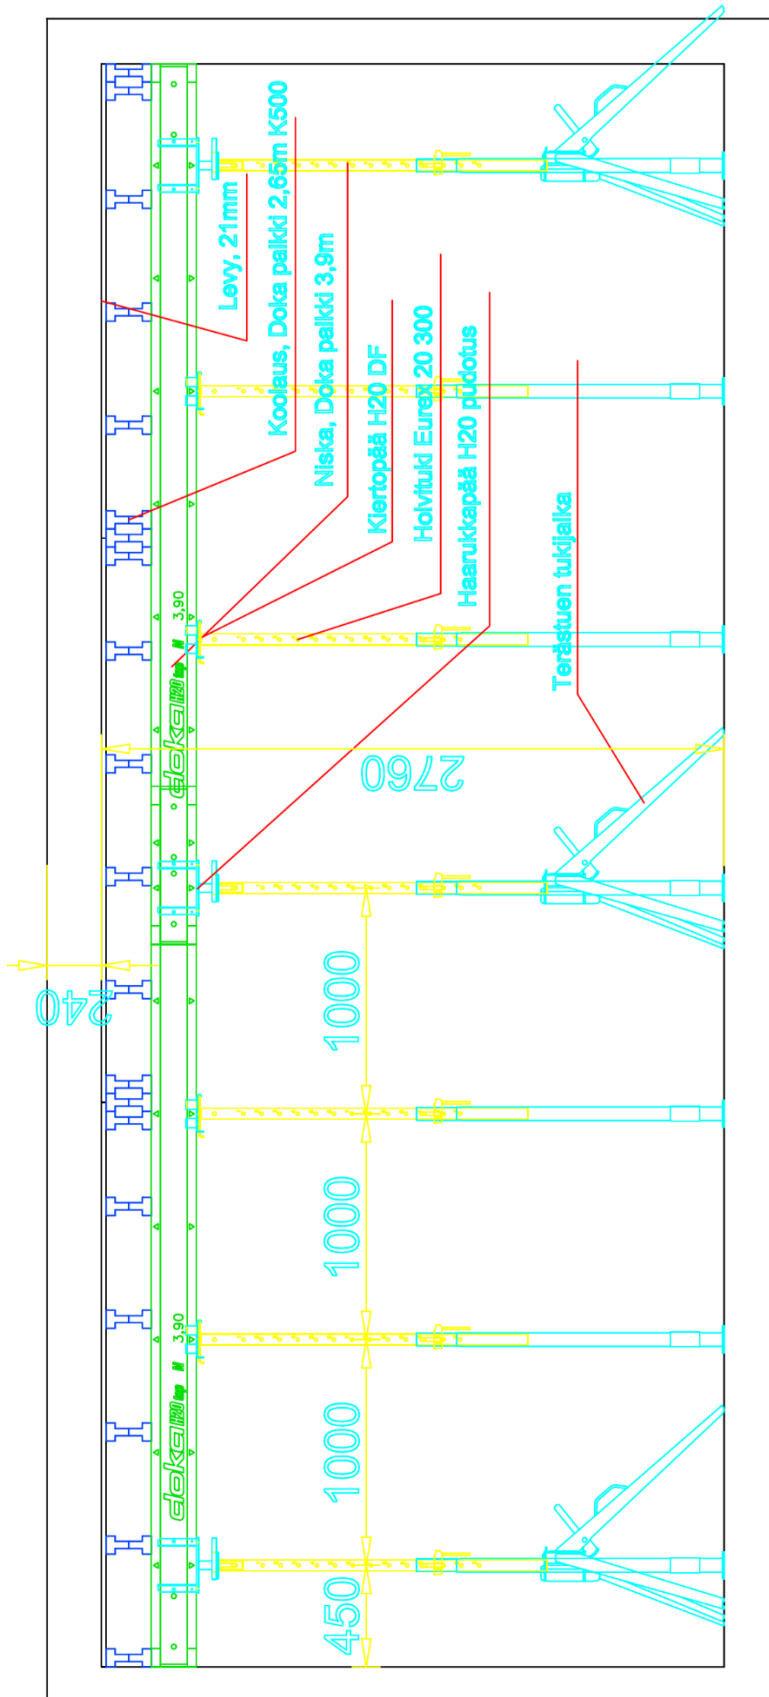 Levy, 21mm
Koolaus, Doka palkki 2,65m K500
Niska, Doka palkki 3,9m
Kiertopää H20 DF
Holvituki Eurex 20 300
Haarukkapää H20 pudotus
Terästuen tukijalka
doka H20 top N 3,90
doka H20 top N 3,90
240
2760
450
1000
1000
1000